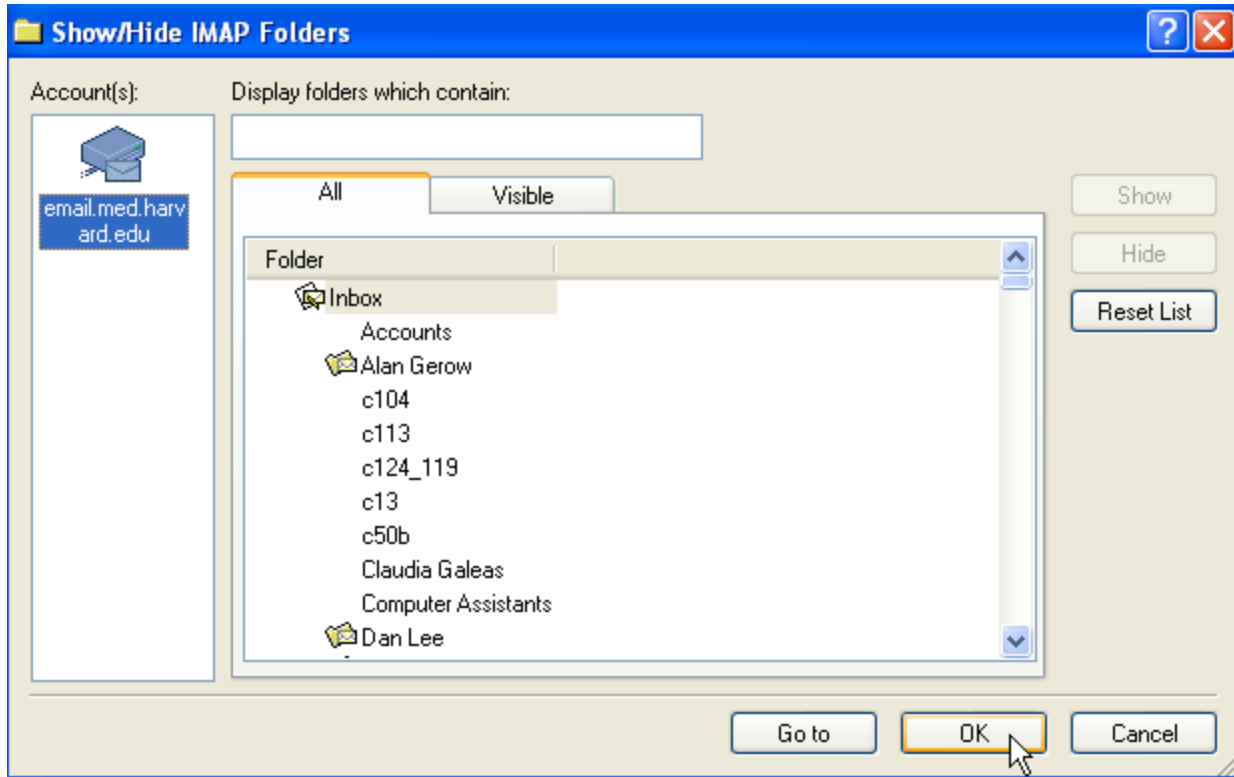 Show/Hide IMAP Folders
Account(s):
Display folders which contain:
email.med.harv
ard.edu
All
Visible
Show
Hide
Reset List
Folder
Inbox
Accounts
Alan Gerow
c104
c113
c124_119
c13
c50b
Claudia Galeas
Computer Assistants
Dan Lee
Go to
OK
Cancel